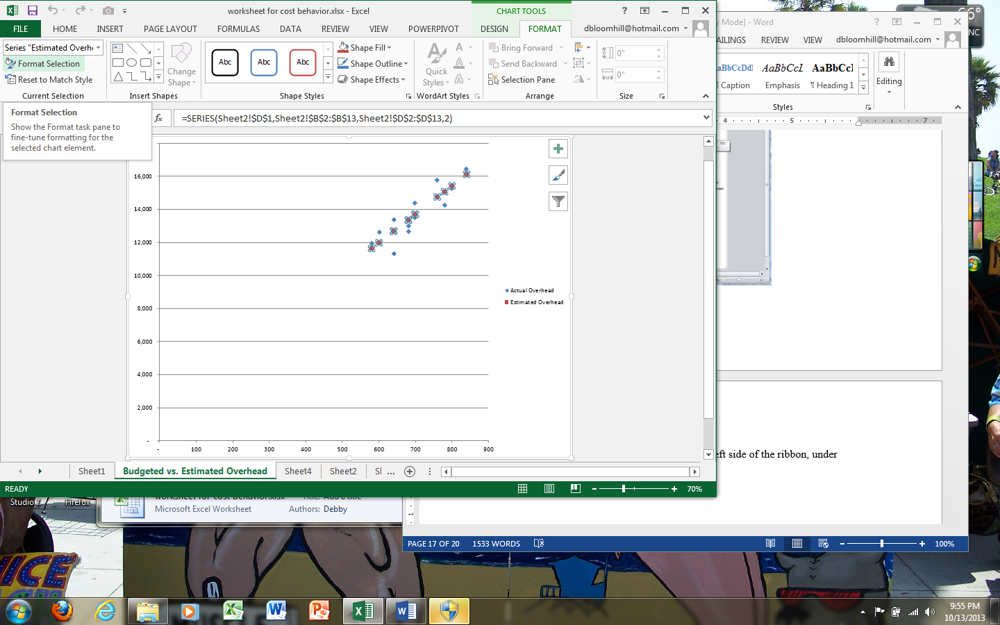 worksheet for cost behavior.xlsx - Excel
CHART TOOLS
FILE HOME INSERT PAGE LAYOUT FORMULAS DATA REVIEW VIEW POWERPIVOT DESIGN FORMAT dbloomhill@hotmail.com
Series "Estimated Overh
Format Selection
Reset to Match Style
Current Selection
Change
Shape
Insert Shapes
Abc Abc Abc
Shape Fill
Shape Outline
Shape Effects
Shape Styles
Quick
Styles
WordArt Styles
Bring Forward
Send Backward
Selection Pane
Arrange
0"
0"
Size
Format Selection
Show the Format task pane to
fine-tune formatting for the
selected chart element.
fx =SERIES(Sheet2!$D$1,Sheet2!$B$2:$B$13,Sheet2!$D$2:$D$13,2)
16,000
14,000
12,000
10,000
8,000
6,000
4,000
2,000
-
- 100 200 300 400 500 600 700 800 900
Actual Overhead
Estimated Overhead
Sheet1 Budgeted vs. Estimated Overhead Sheet4 Sheet2 Sl ...
READY
70%
y Mode] - Word
66°
NC
AILINGS REVIEW VIEW dbloomhill@hotmail.com
aBbCcDd AaBbCcI AaBbCc
¶ Caption Emphasis ¶ Heading 1
Editing
Styles
4 5 7
eft side of the ribbon, under
Studio 7 Firefox
worksheet for cost behavior.xlsx Title: Add a title
Microsoft Excel Worksheet Authors: Debby
PAGE 17 OF 20 1533 WORDS
100%
ICE
9:55 PM
10/13/2013